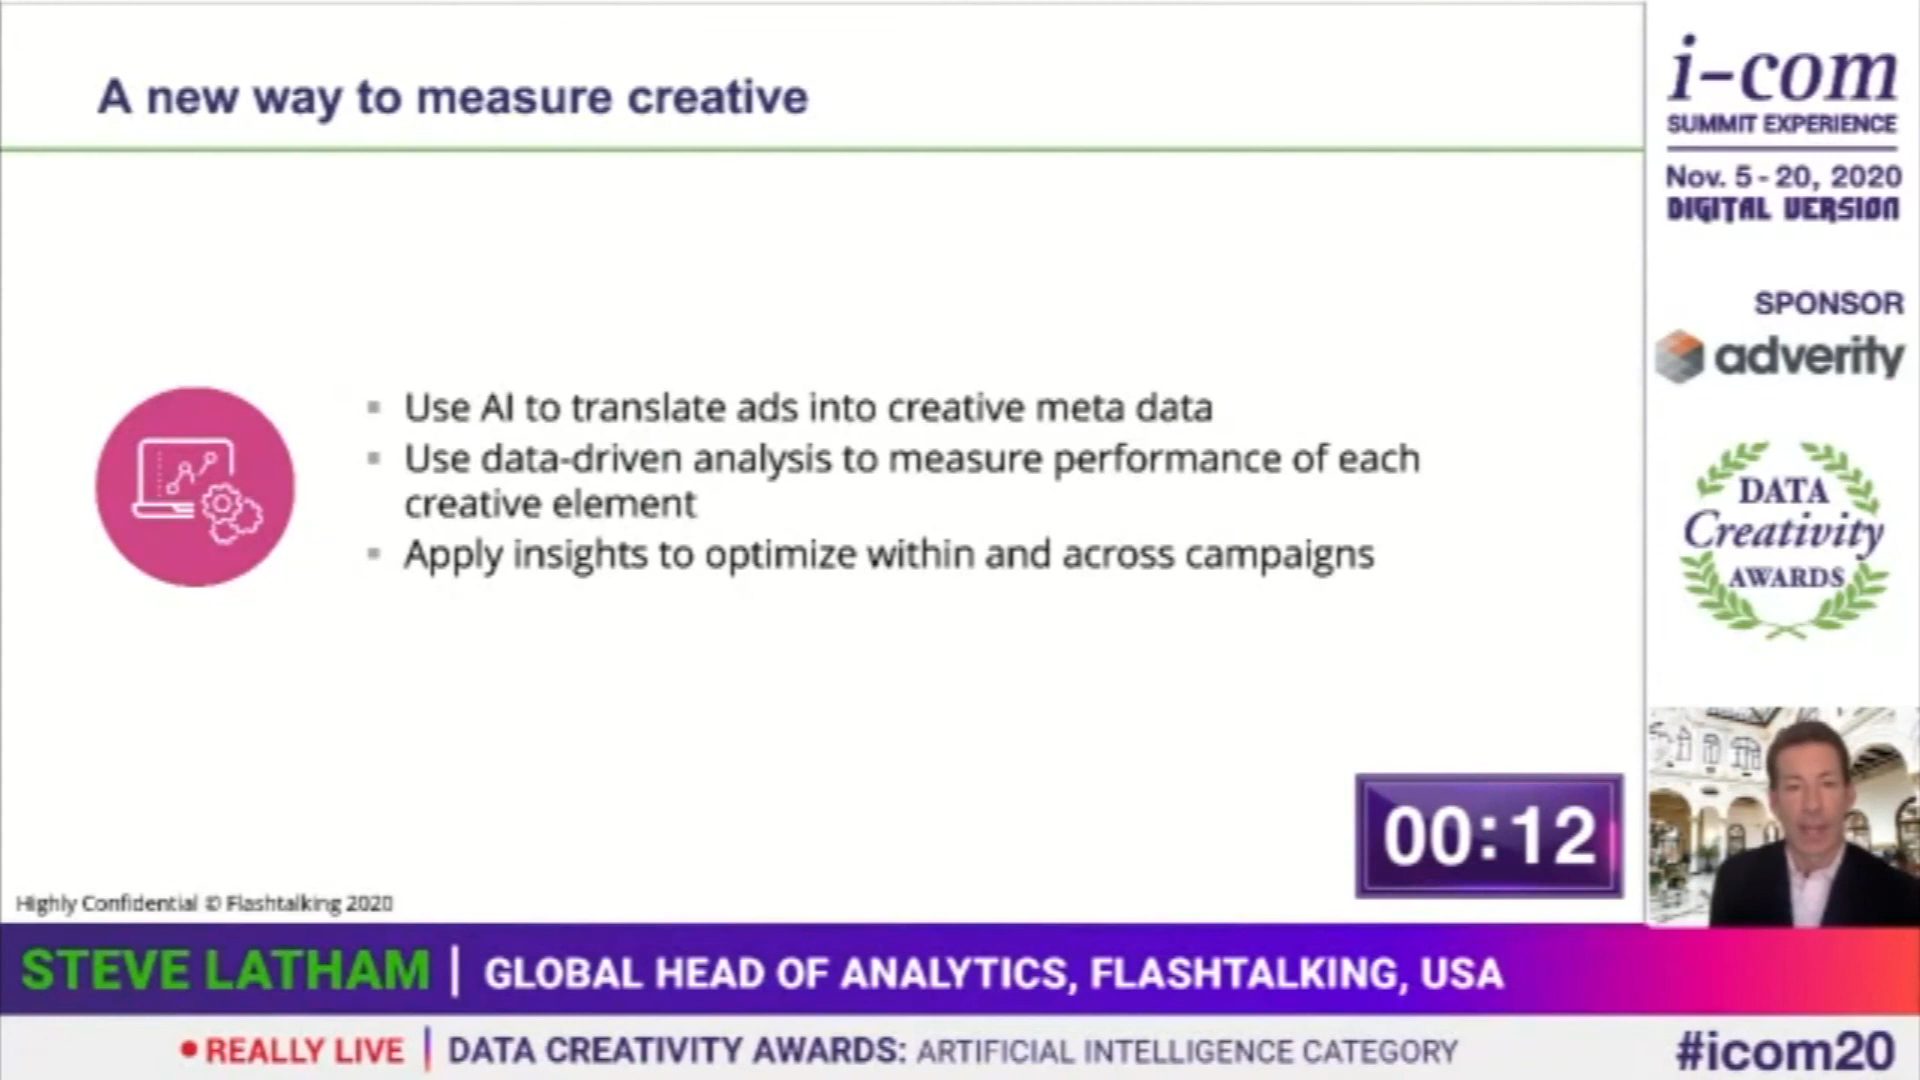 A new way to measure creative
Use AI to translate ads into creative meta data
Use data-driven analysis to measure performance of each
creative element
Apply insights to optimize within and across campaigns
00:12
Highly Confidential © Flashtalking 2020
i-com
SUMMIT EXPERIENCE
Nov. 5 - 20, 2020
DIGITAL VERSION
SPONSOR
adverity
DATA
Creativity
AWARDS
STEVE LATHAM | GLOBAL HEAD OF ANALYTICS, FLASHTALKING, USA
REALLY LIVE | DATA CREATIVITY AWARDS: ARTIFICIAL INTELLIGENCE CATEGORY
#icom20